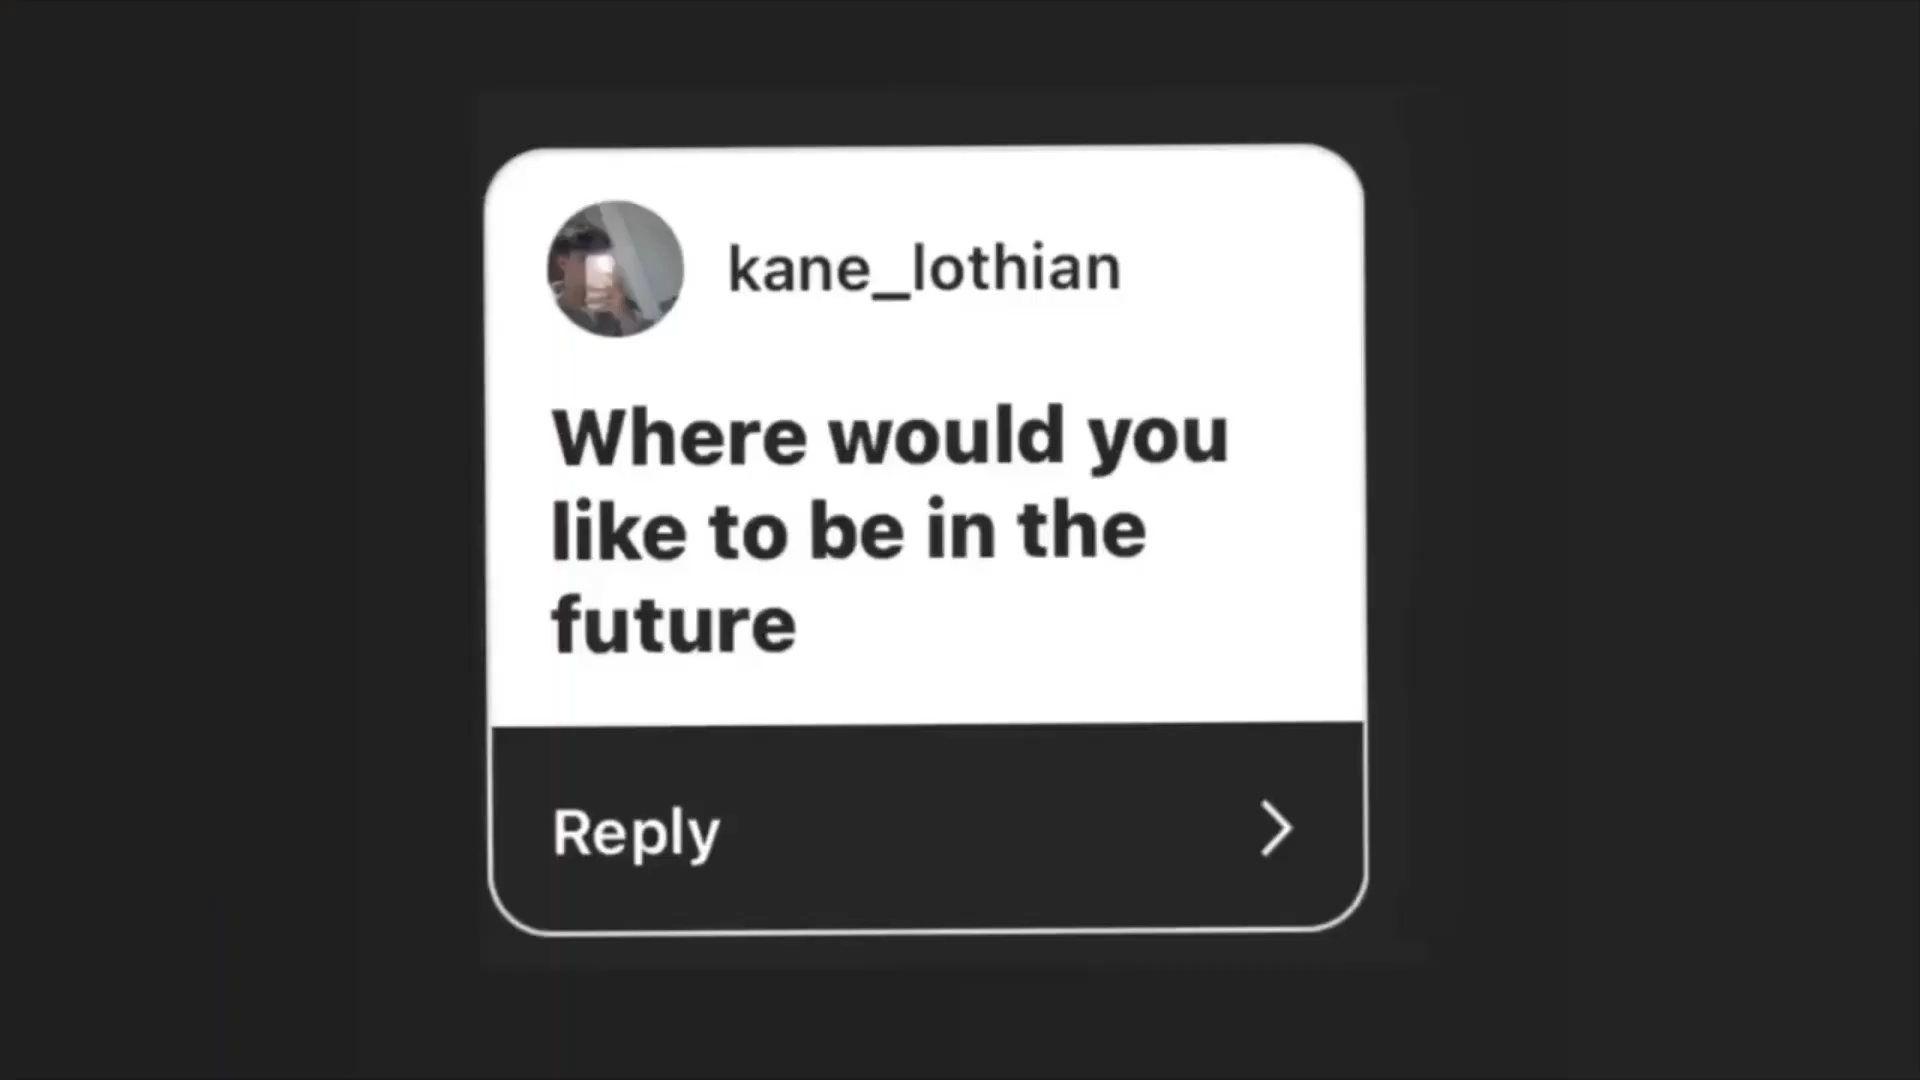 kane_lothian
Where would you
like to be in the
future
Reply